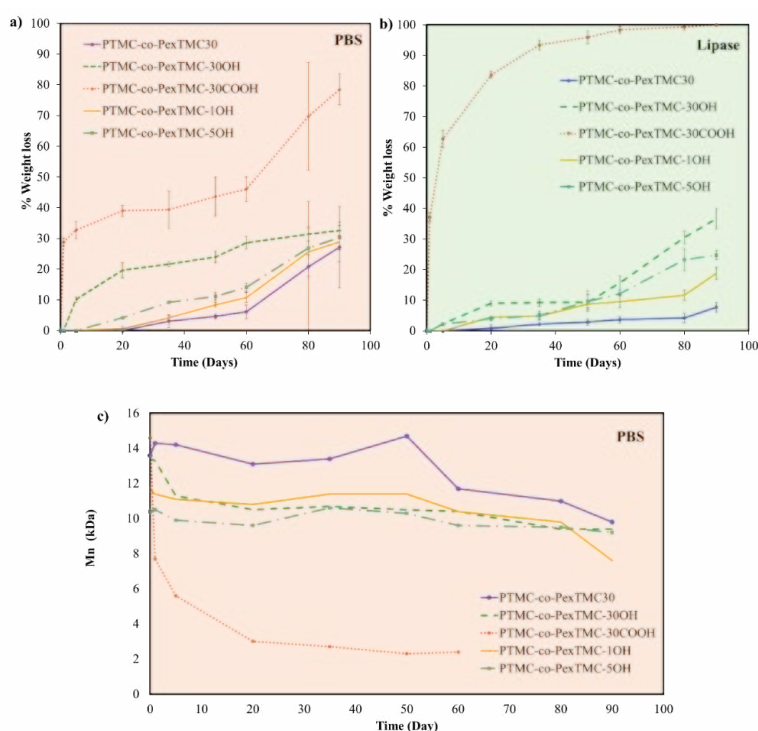 a)
PBS
% Weight loss
100
90
80
70
60
50
40
30
20
10
0
PTMC-co-PexTMC30
PTMC-co-PexTMC-30OH
PTMC-co-PexTMC-30COOH
PTMC-co-PexTMC-1OH
PTMC-co-PexTMC-5OH
0 20 40 60 80 100
Time (Days)
b)
Lipase
% Weight loss
100
90
80
70
60
50
40
30
20
10
0
PTMC-co-PexTMC30
PTMC-co-PexTMC-30OH
PTMC-co-PexTMC-30COOH
PTMC-co-PexTMC-1OH
PTMC-co-PexTMC-5OH
0 20 40 60 80 100
Time (Days)
c)
PBS
Mn (kDa)
16
14
12
10
8
6
4
2
0
PTMC-co-PexTMC30
PTMC-co-PexTMC-30OH
PTMC-co-PexTMC-30COOH
PTMC-co-PexTMC-1OH
PTMC-co-PexTMC-5OH
0 10 20 30 40 50 60 70 80 90 100
Time (Day)